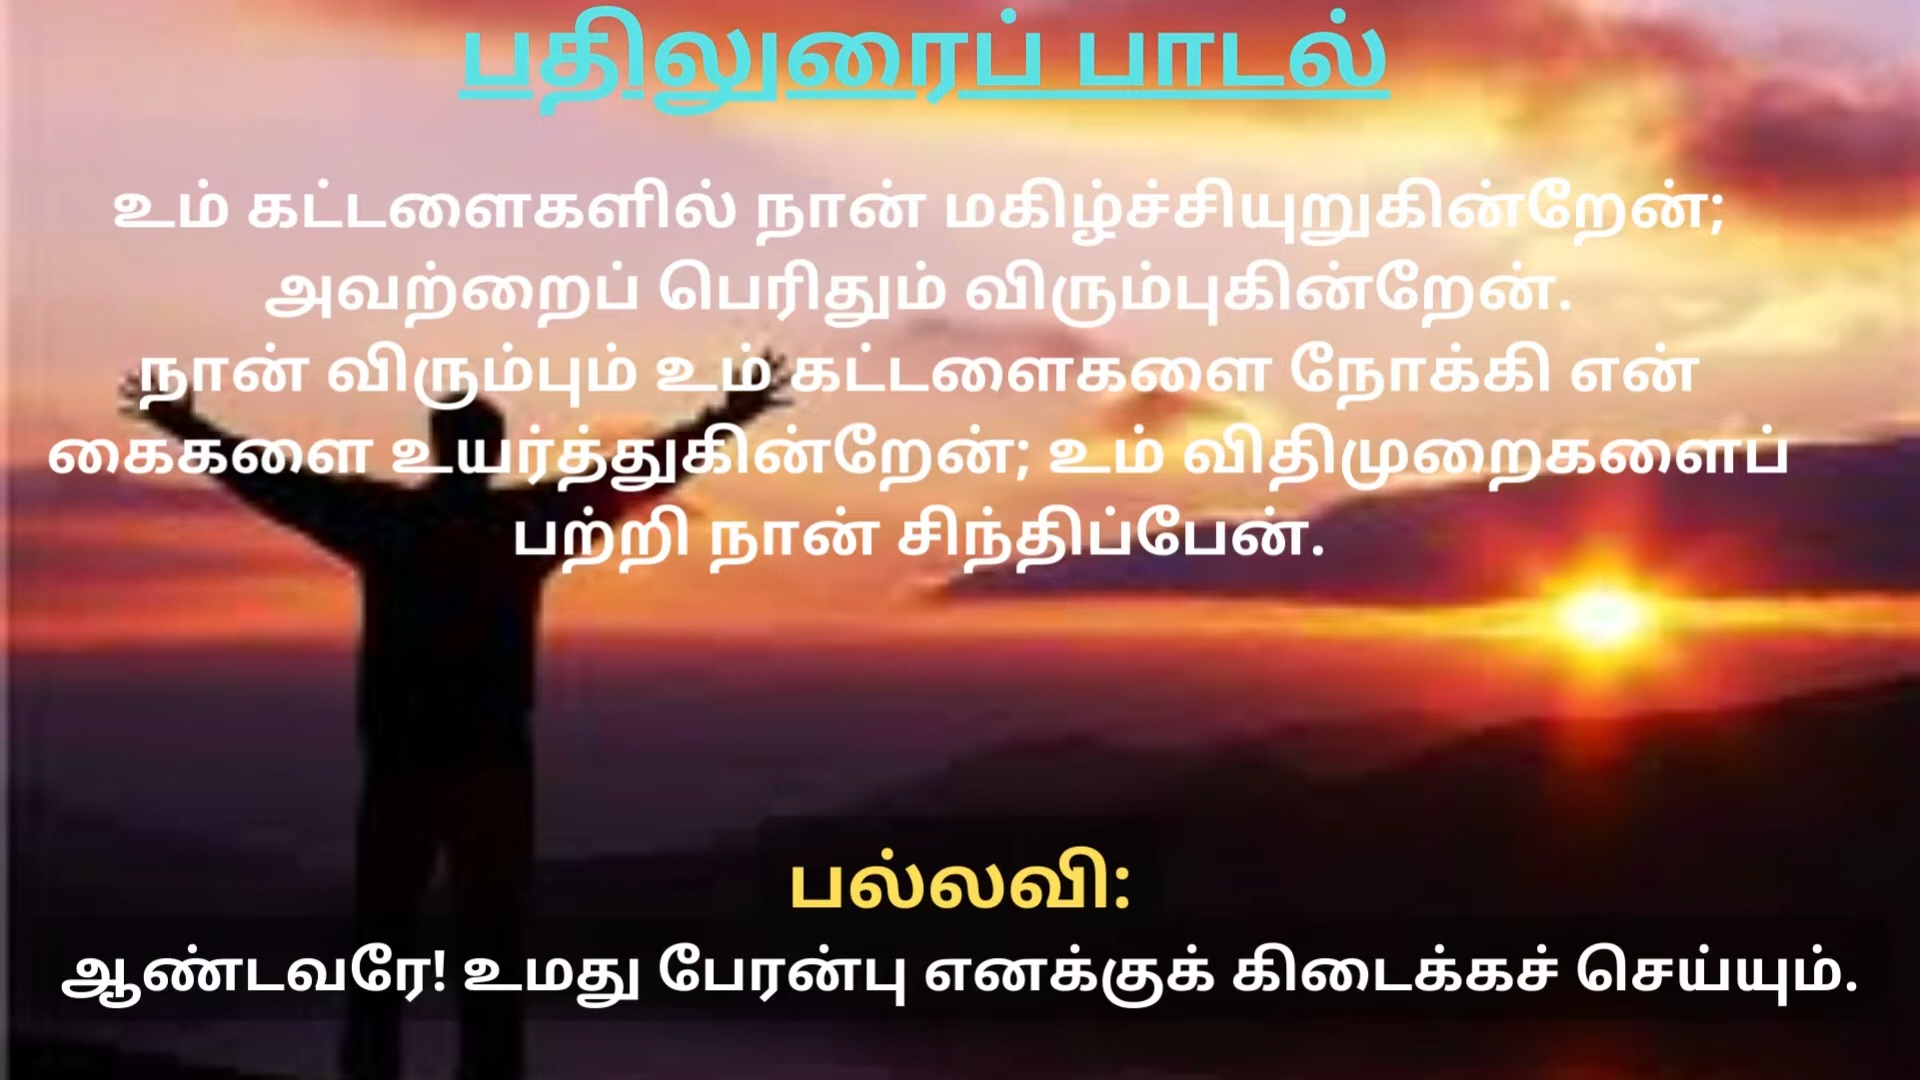 பதிலுரைப் பாடல்
உம் கட்டளைகளில் நான் மகிழ்ச்சியுறுகின்றேன்;
அவற்றைப் பெரிதும் விரும்புகின்றேன்.
நான் விரும்பும் உம் கட்டளைகளை நோக்கி என்
கைகளை உயர்த்துகின்றேன்; உம் விதிமுறைகளைப்
பற்றி நான் சிந்திப்பேன்.
பல்லவி:
ஆண்டவரே! உமது பேரன்பு எனக்குக் கிடைக்கச் செய்யும்.